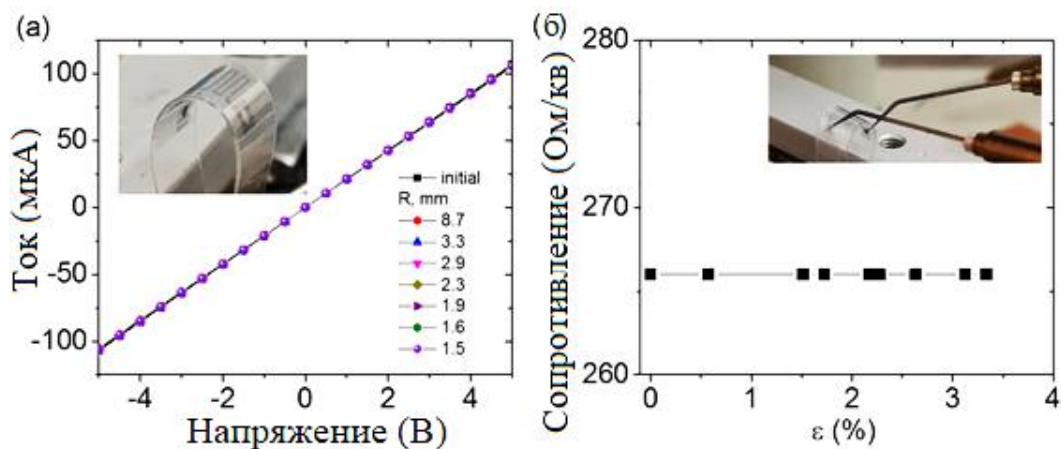 (а)
Ток (мкА)
100
50
0
-50
-100
initial
R, mm
8.7
3.3
2.9
2.3
1.9
1.6
1.5
-4 -2 0 2 4
Напряжение (В)
(б)
Сопротивление (Ом/кв)
280
270
260
0 1 2 3 4
ε (%)